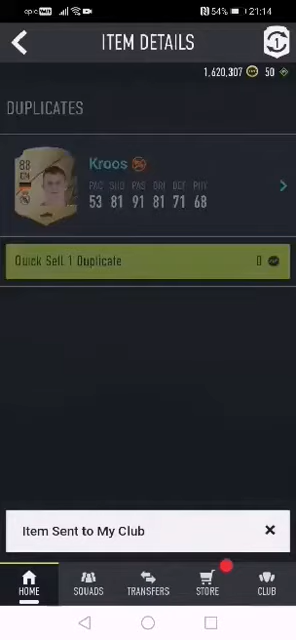 epic
54%
21:14
ITEM DETAILS
1
1,620,307
50
DUPLICATES
88
CM
Kroos
PAC SHO PAS DRI DEF PHY
53 81 91 81 71 68
Quick Sell 1 Duplicate 0
Item Sent to My Club
HOME SQUADS TRANSFERS STORE CLUB